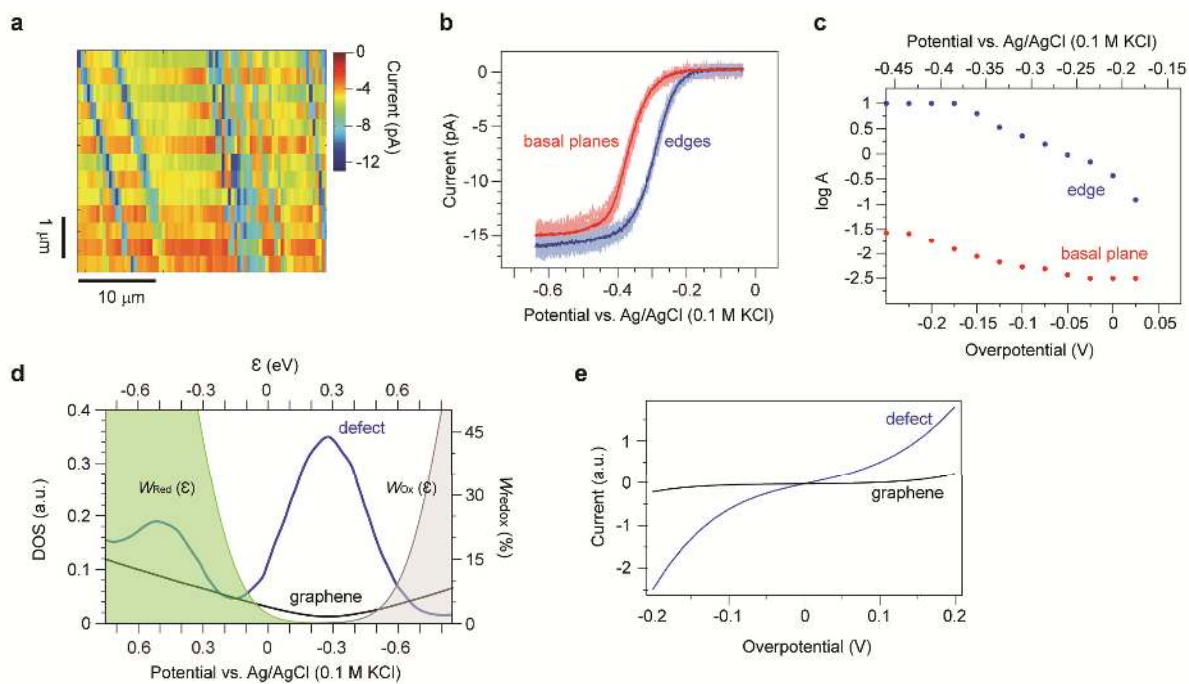 a
0
-4
-8
-12
Current (pA)
1 μm
10 μm
b
0
-5
-10
-15
Current (pA)
basal planes
edges
-0.6
-0.4
-0.2
0
Potential vs. Ag/AgCl (0.1 M KCl)
c
Potential vs. Ag/AgCl (0.1 M KCl)
-0.45
-0.4
-0.35
-0.3
-0.25
-0.2
-0.15
1
0.5
0
-0.5
-1
-1.5
-2
-2.5
log A
edge
basal plane
-0.2
-0.15
-0.1
-0.05
0
0.05
Overpotential (V)
d
Ɛ (eV)
-0.6
-0.3
0
0.3
0.6
0.4
0.3
0.2
0.1
0
DOS (a.u.)
defect
WRed (Ɛ)
WOx (Ɛ)
graphene
45
30
15
0
Wredox (%)
0.6
0.3
0
-0.3
-0.6
Potential vs. Ag/AgCl (0.1 M KCl)
e
1
0
-1
-2
Current (a.u.)
defect
graphene
-0.2
-0.1
0
0.1
0.2
Overpotential (V)